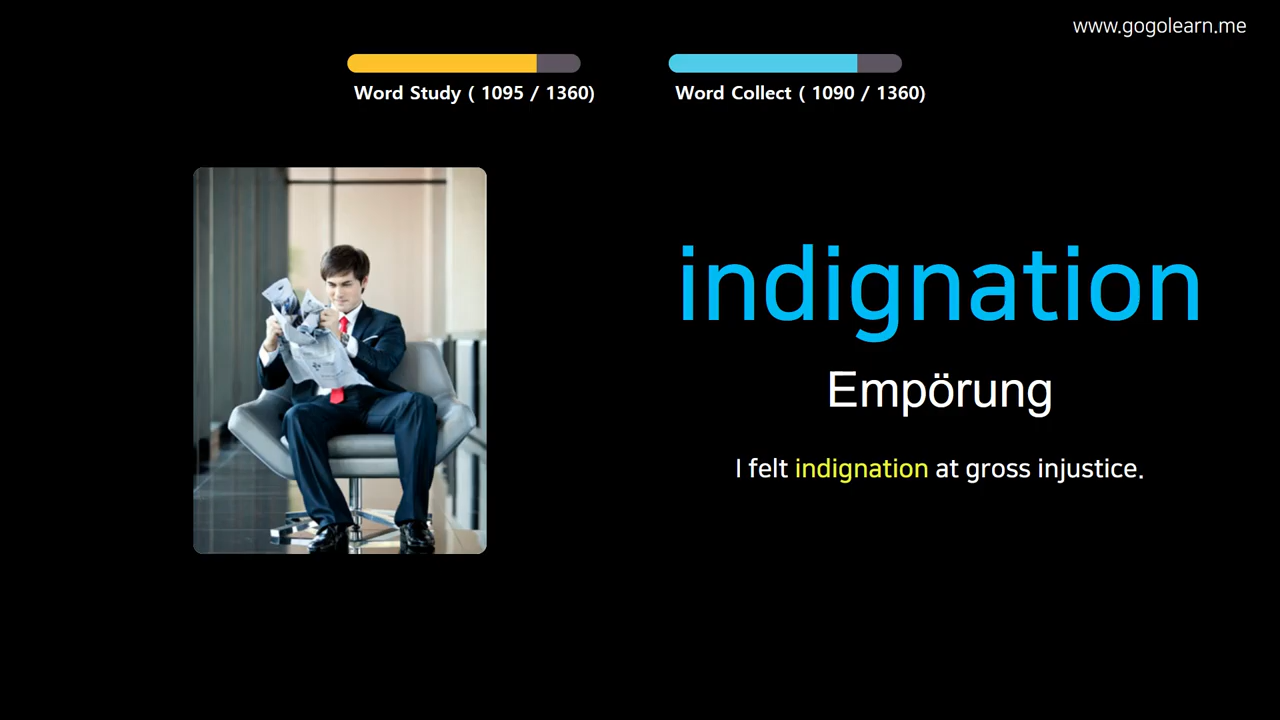 www.gogolearn.me
Word Study ( 1095 / 1360)
Word Collect ( 1090 / 1360)
indignation
Empörung
I felt indignation at gross injustice.